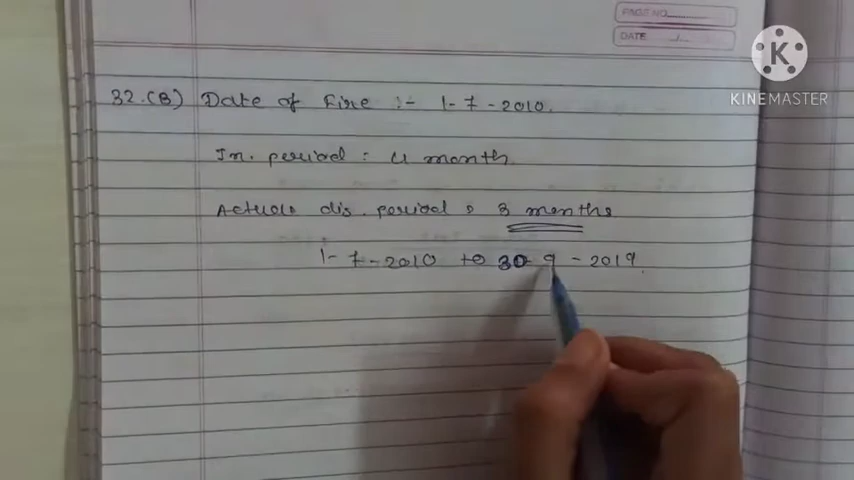 PAGE NO.
DATE / /
KINEMASTER
32.(B) Date of Fire :- 1-7-2010.
In. period : 4 month
Actual dis. period : 3 months
1-7-2010 to 30-9-2019